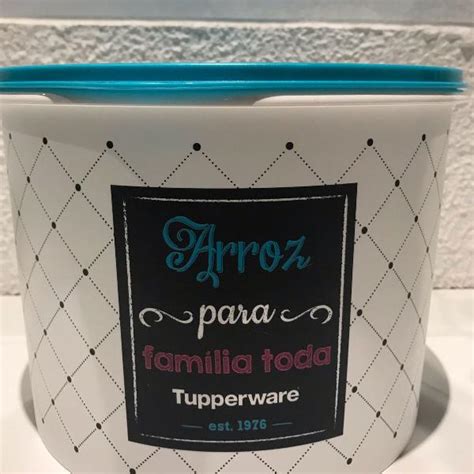 Arroz
para
família toda
Tupperware
est. 1976